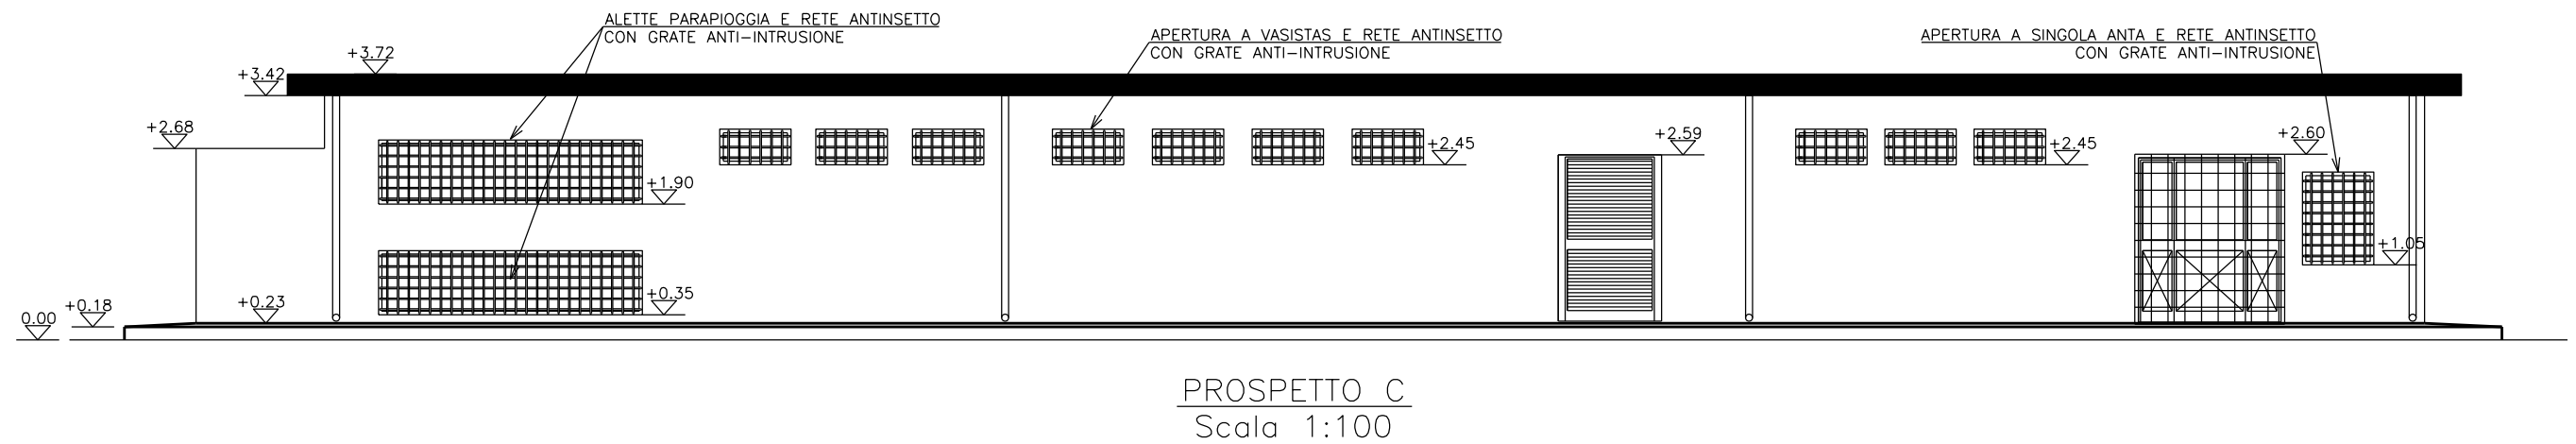 ALETTE PARAPIOGGIA E RETE ANTINSETTO
CON GRATE ANTI-INTRUSIONE
APERTURA A VASISTAS E RETE ANTINSETTO
CON GRATE ANTI-INTRUSIONE
APERTURA A SINGOLA ANTA E RETE ANTINSETTO
CON GRATE ANTI-INTRUSIONE
+3.72
+3.42
+2.68
+2.45
+2.59
+2.45
+2.60
+1.90
+1.05
+0.35
+0.23
+0.18
0.00
PROSPETTO C
Scala 1:100